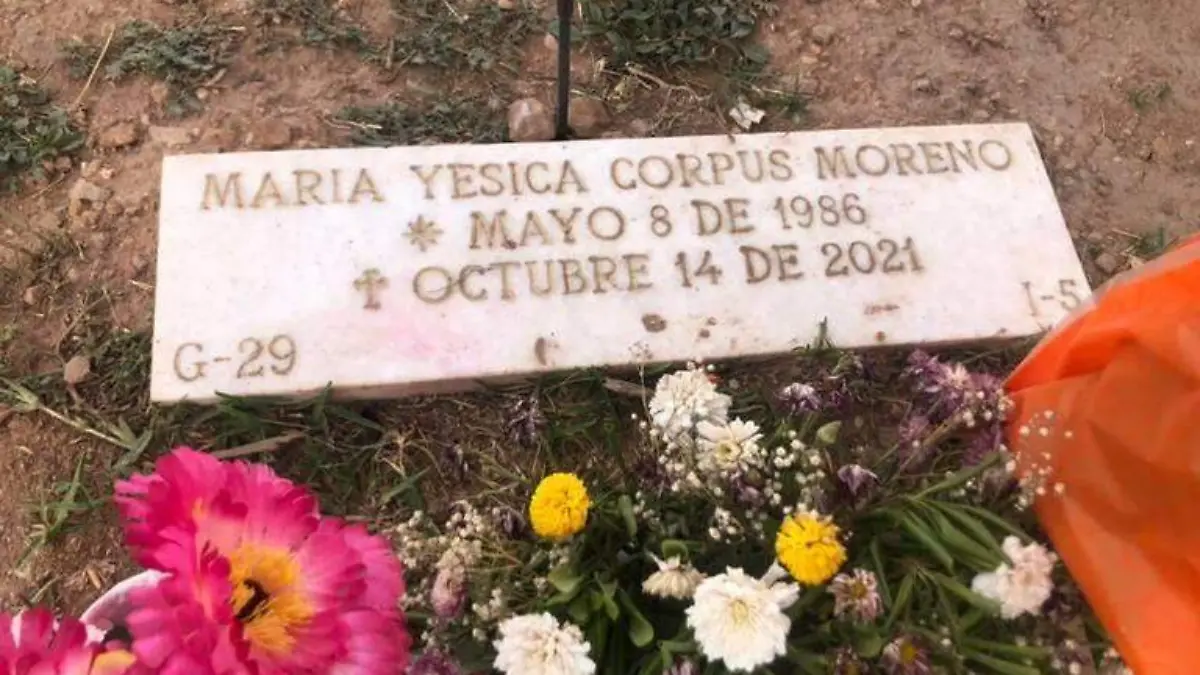 MARIA YESICA CORPUS MORENO
MAYO 8 DE 1986
OCTUBRE 14 DE 2021
G-29
I-5